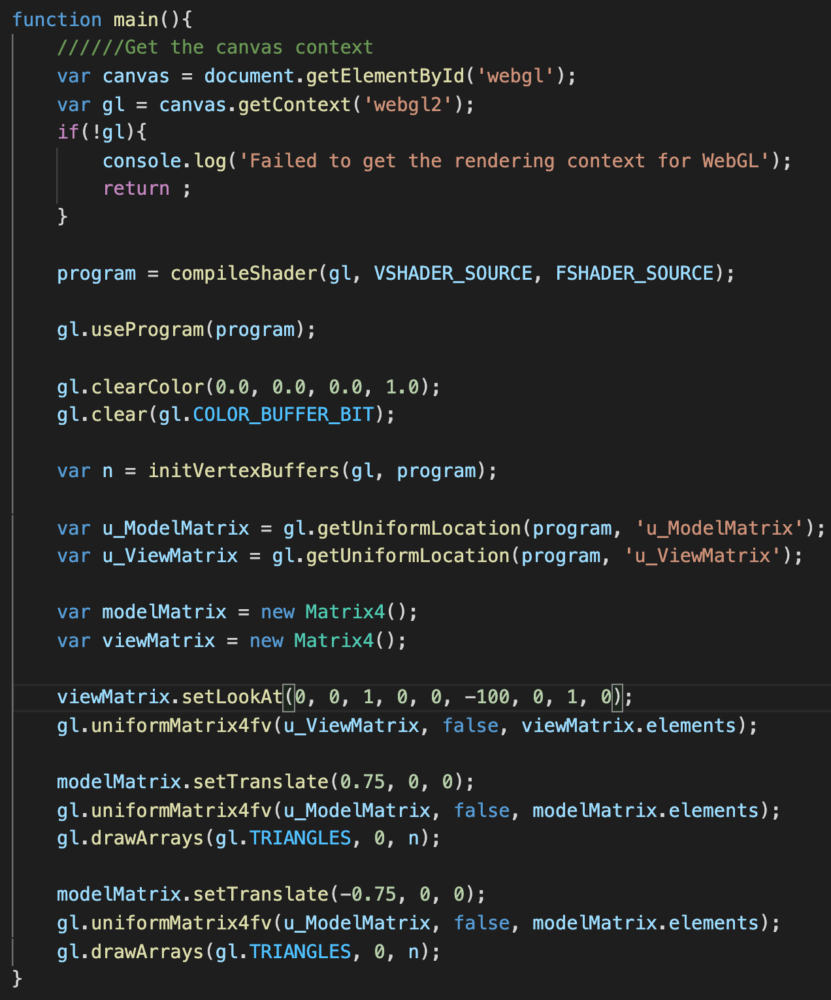 function main(){
    //////Get the canvas context
    var canvas = document.getElementById('webgl');
    var gl = canvas.getContext('webgl2');
    if(!gl){
        console.log('Failed to get the rendering context for WebGL');
        return ;
    }

    program = compileShader(gl, VSHADER_SOURCE, FSHADER_SOURCE);

    gl.useProgram(program);

    gl.clearColor(0.0, 0.0, 0.0, 1.0);
    gl.clear(gl.COLOR_BUFFER_BIT);

    var n = initVertexBuffers(gl, program);

    var u_ModelMatrix = gl.getUniformLocation(program, 'u_ModelMatrix');
    var u_ViewMatrix = gl.getUniformLocation(program, 'u_ViewMatrix');

    var modelMatrix = new Matrix4();
    var viewMatrix = new Matrix4();

    viewMatrix.setLookAt(0, 0, 1, 0, 0, -100, 0, 1, 0);
    gl.uniformMatrix4fv(u_ViewMatrix, false, viewMatrix.elements);

    modelMatrix.setTranslate(0.75, 0, 0);
    gl.uniformMatrix4fv(u_ModelMatrix, false, modelMatrix.elements);
    gl.drawArrays(gl.TRIANGLES, 0, n);

    modelMatrix.setTranslate(-0.75, 0, 0);
    gl.uniformMatrix4fv(u_ModelMatrix, false, modelMatrix.elements);
    gl.drawArrays(gl.TRIANGLES, 0, n);
}